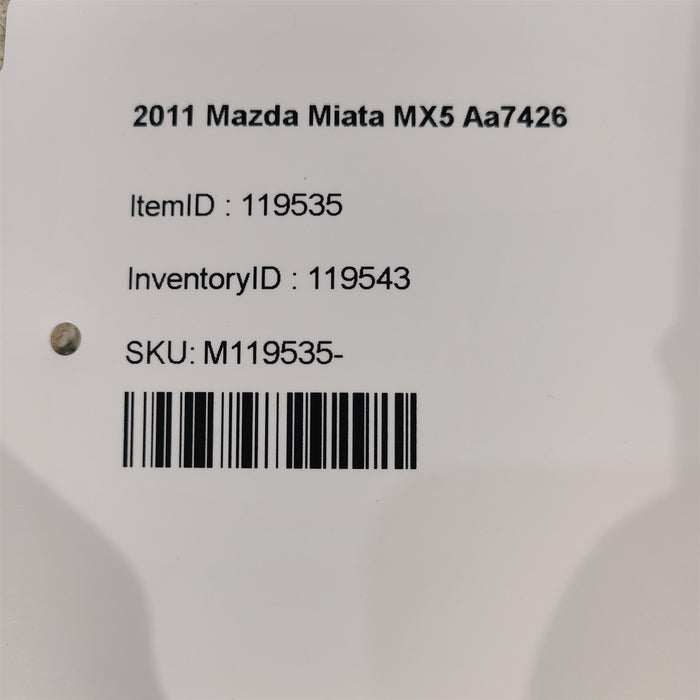 2011 Mazda Miata MX5 Aa7426
ItemID : 119535
InventoryID : 119543
SKU: M119535-